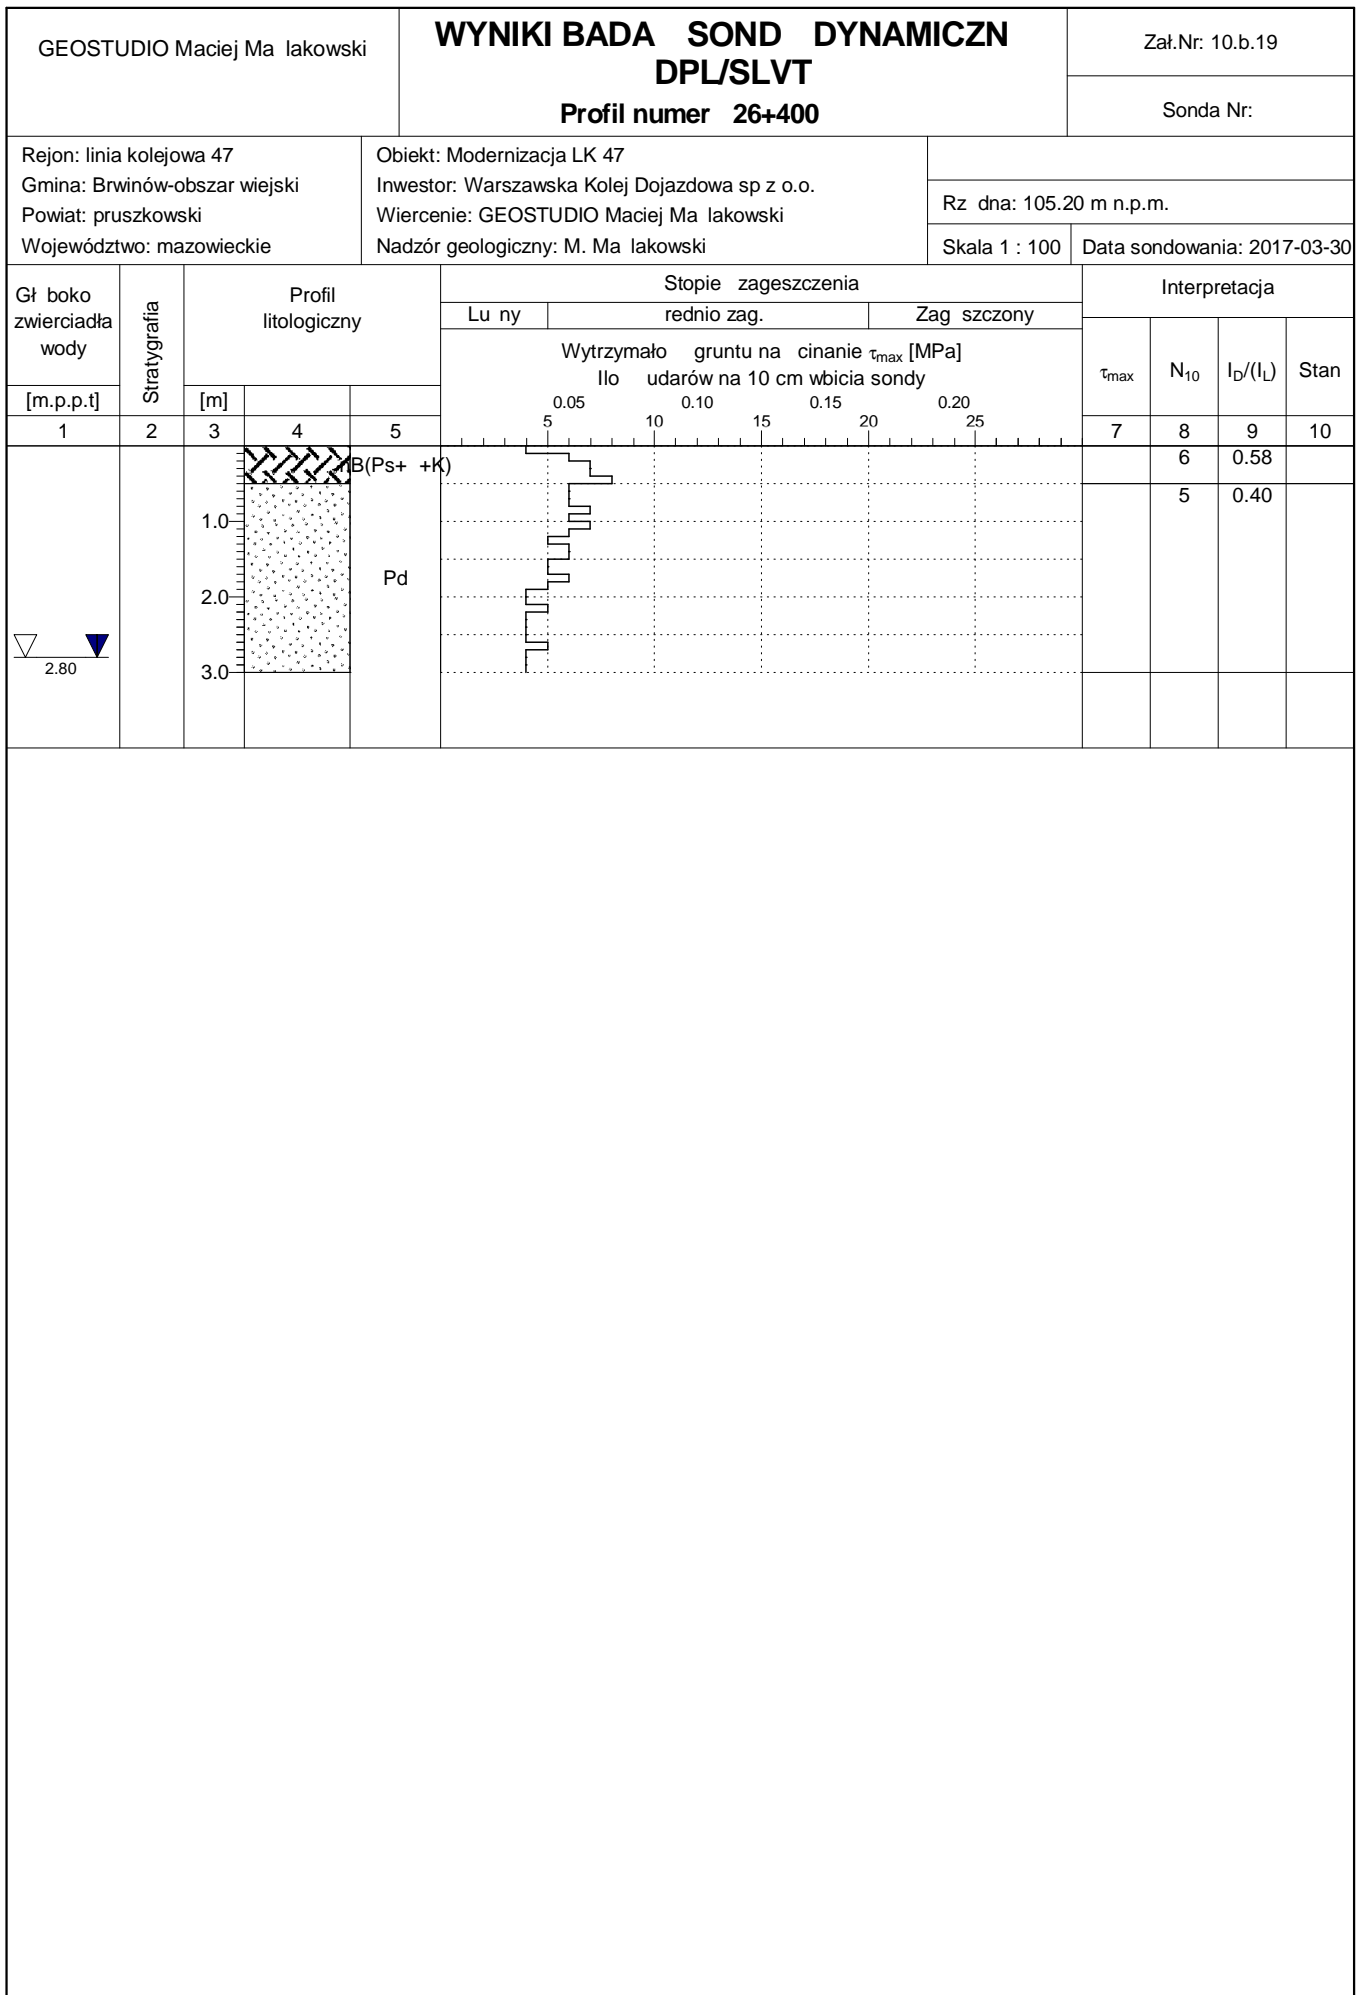 GEOSTUDIO Maciej Ma lakowski
WYNIKI BADA SOND DYNAMICZN
DPL/SLVT
Profil numer 26+400
Zał.Nr: 10.b.19
Sonda Nr:
Rejon: linia kolejowa 47
Gmina: Brwinów-obszar wiejski
Powiat: pruszkowski
Województwo: mazowieckie
Obiekt: Modernizacja LK 47
Inwestor: Warszawska Kolej Dojazdowa sp z o.o.
Wiercenie: GEOSTUDIO Maciej Ma lakowski
Nadzór geologiczny: M. Ma lakowski
Rz dna: 105.20 m n.p.m.
Skala 1 : 100
Data sondowania: 2017-03-30
Gł boko
zwierciadła
wody
[m.p.p.t]
Stratygrafia
Profil
litologiczny
[m]
Stopie zageszczenia
Lu ny
rednio zag.
Zag szczony
Wytrzymało gruntu na cinanie τmax [MPa]
Ilo udarów na 10 cm wbicia sondy
0.05 0.10 0.15 0.20
5 10 15 20 25
Interpretacja
τmax N10 ID/(IL) Stan
1 2 3 4 5 7 8 9 10
B(Ps+ +K)
6 0.58
5 0.40
1.0
Pd
2.0
2.80
3.0